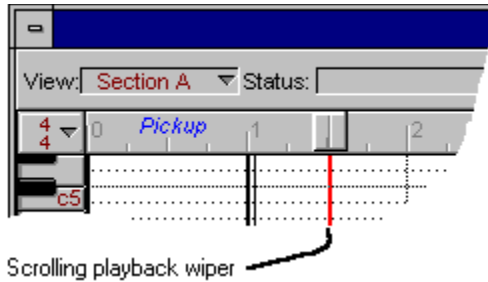 View: Section A Status:
4 0 Pickup 1 2
4
c5
Scrolling playback wiper